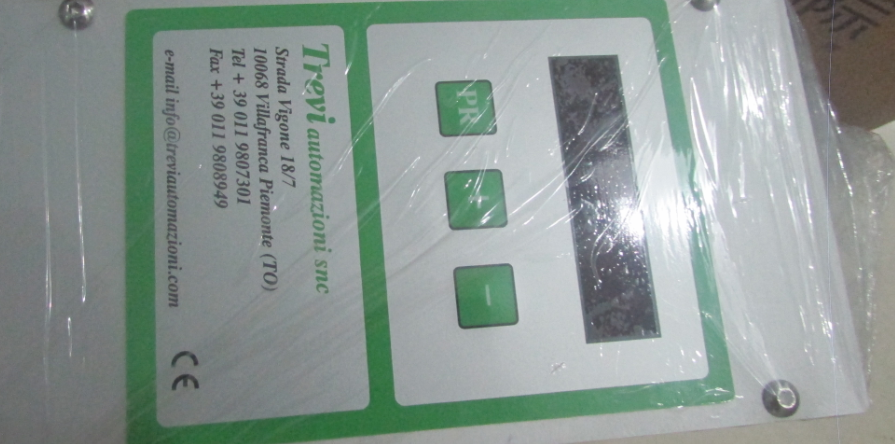 PR
+
-
Trevi automazioni snc
Strada Vigone 18/7
10068 Villafranca Piemonte (TO)
Tel + 39 011 9807301
Fax +39 011 9808949
e-mail info@treviautomazioni.com
CE